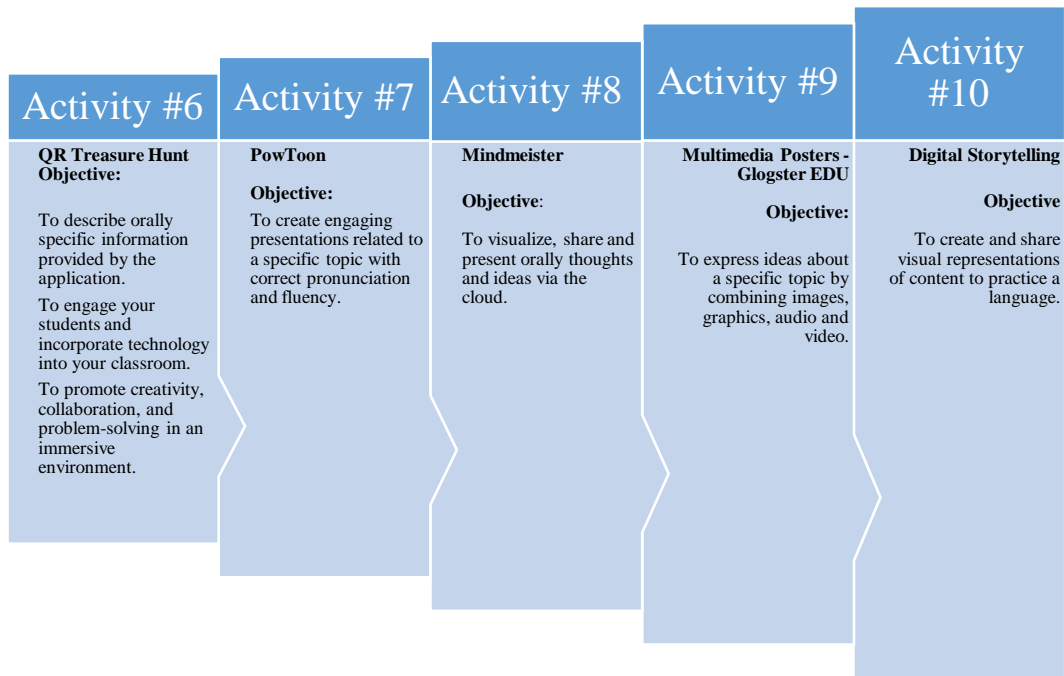 Activity #6
QR Treasure Hunt
Objective:
To describe orally
specific information
provided by the
application.
To engage your
students and
incorporate technology
into your classroom.
To promote creativity,
collaboration, and
problem-solving in an
immersive
environment.
Activity #7
PowToon
Objective:
To create engaging
presentations related to
a specific topic with
correct pronunciation
and fluency.
Activity #8
Mindmeister
Objective:
To visualize, share and
present orally thoughts
and ideas via the
cloud.
Activity #9
Multimedia Posters -
Glogster EDU
Objective:
To express ideas about
a specific topic by
combining images,
graphics, audio and
video.
Activity
#10
Digital Storytelling
Objective
To create and share
visual representations
of content to practice a
language.